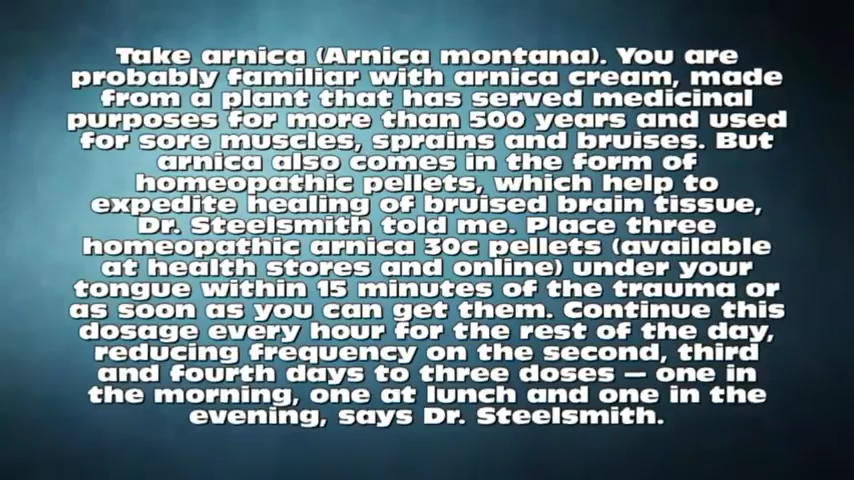 Take arnica (Arnica montana). You are
probably familiar with arnica cream, made
from a plant that has served medicinal
purposes for more than 500 years and used
for sore muscles, sprains and bruises. But
arnica also comes in the form of
homeopathic pellets, which help to
expedite healing of bruised brain tissue,
Dr. Steelsmith told me. Place three
homeopathic arnica 30c pellets (available
at health stores and online) under your
tongue within 15 minutes of the trauma or
as soon as you can get them. Continue this
dosage every hour for the rest of the day,
reducing frequency on the second, third
and fourth days to three doses — one in
the morning, one at lunch and one in the
evening, says Dr. Steelsmith.